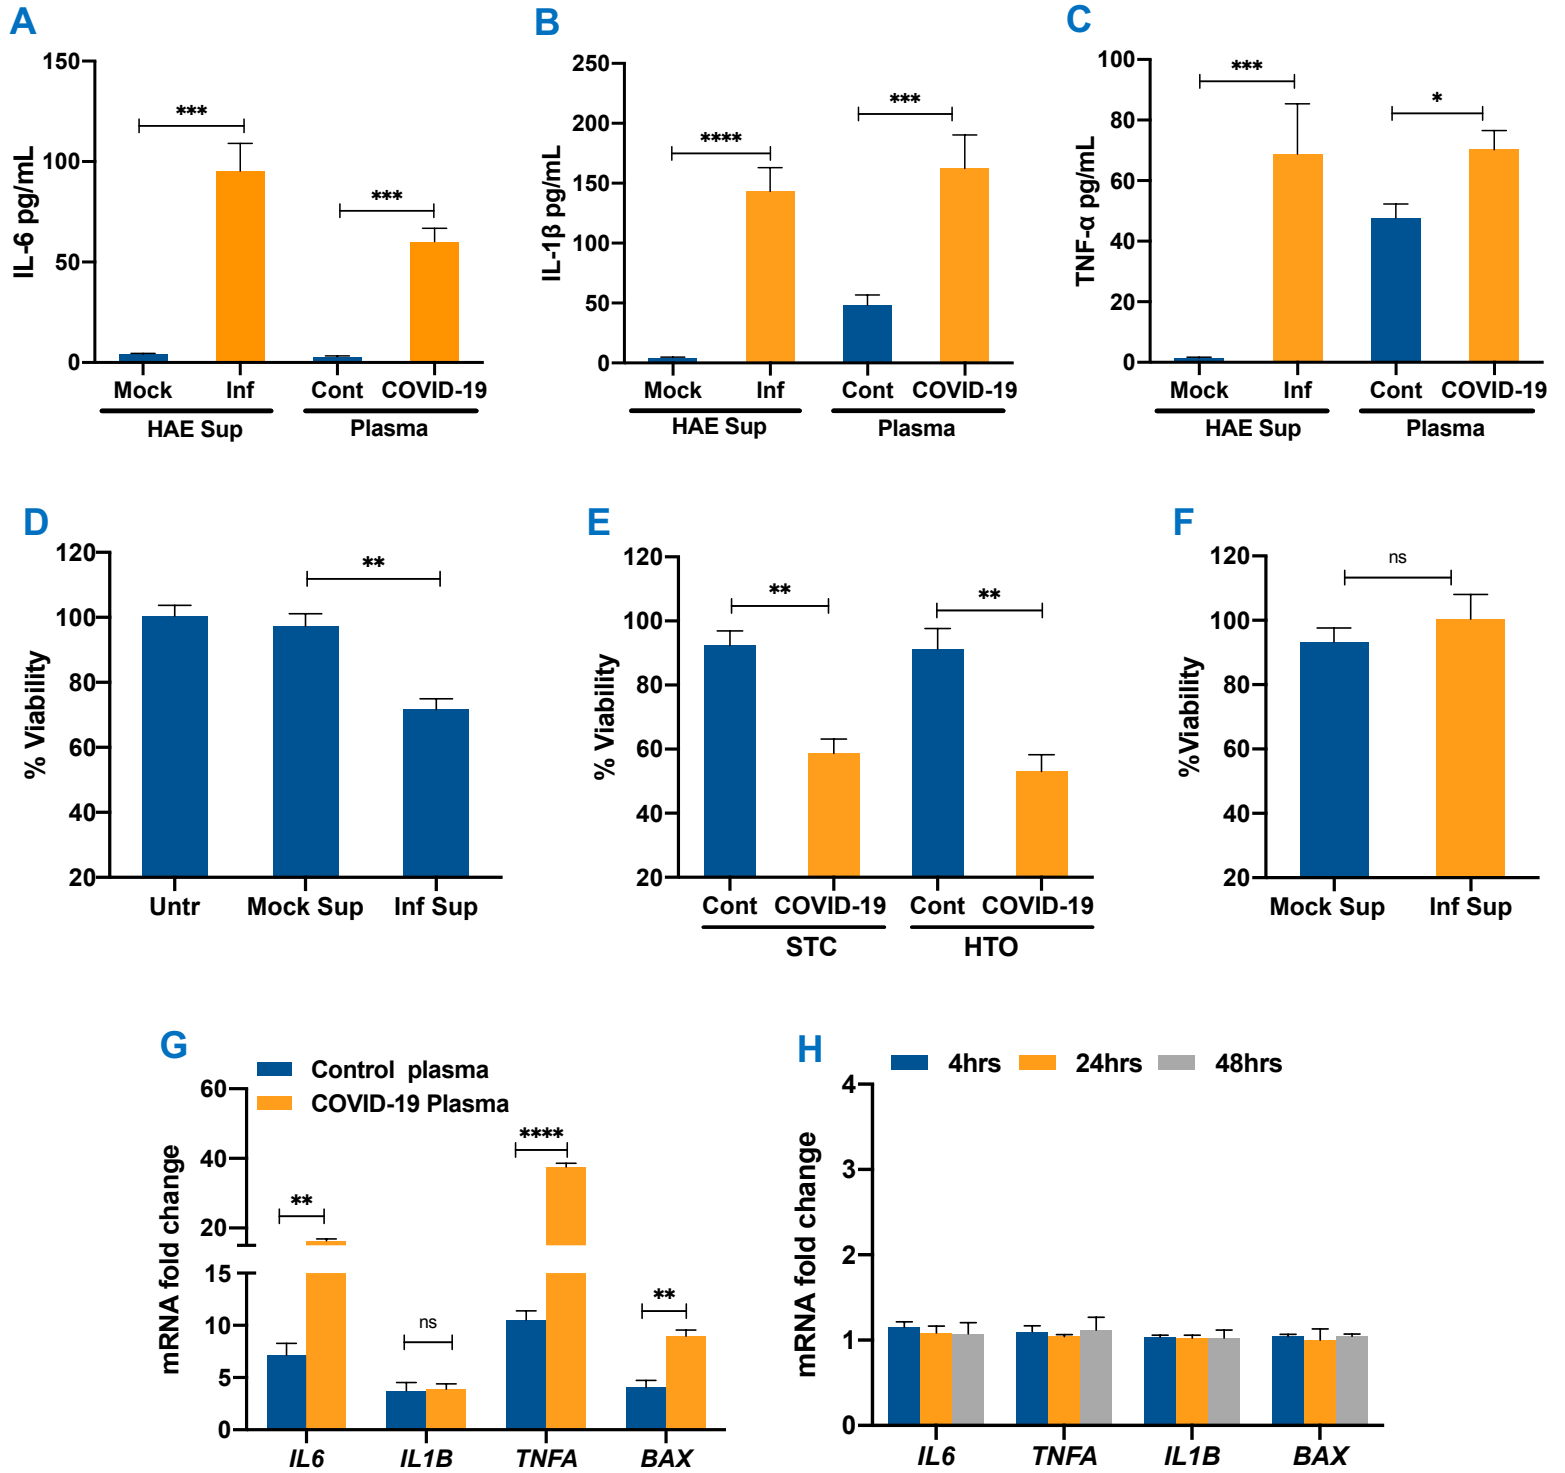 A
IL-6 pg/mL
150
100
50
0
***
***
Mock Inf Cont COVID-19
HAE Sup Plasma
B
IL-1β pg/mL
250
200
150
100
50
0
****
***
Mock Inf Cont COVID-19
HAE Sup Plasma
C
TNF-α pg/mL
100
80
60
40
20
0
***
*
Mock Inf Cont COVID-19
HAE Sup Plasma
D
% Viability
120
100
80
60
40
20
**
Untr Mock Sup Inf Sup
E
% Viability
120
100
80
60
40
20
**
**
Cont COVID-19 Cont COVID-19
STC HTO
F
%Viability
120
100
80
60
40
20
ns
Mock Sup Inf Sup
G
Control plasma
COVID-19 Plasma
mRNA fold change
60
40
20
15
10
5
0
**
ns
****
**
IL6 IL1B TNFA BAX
H
4hrs 24hrs 48hrs
mRNA fold change
4
3
2
1
0
IL6 TNFA IL1B BAX